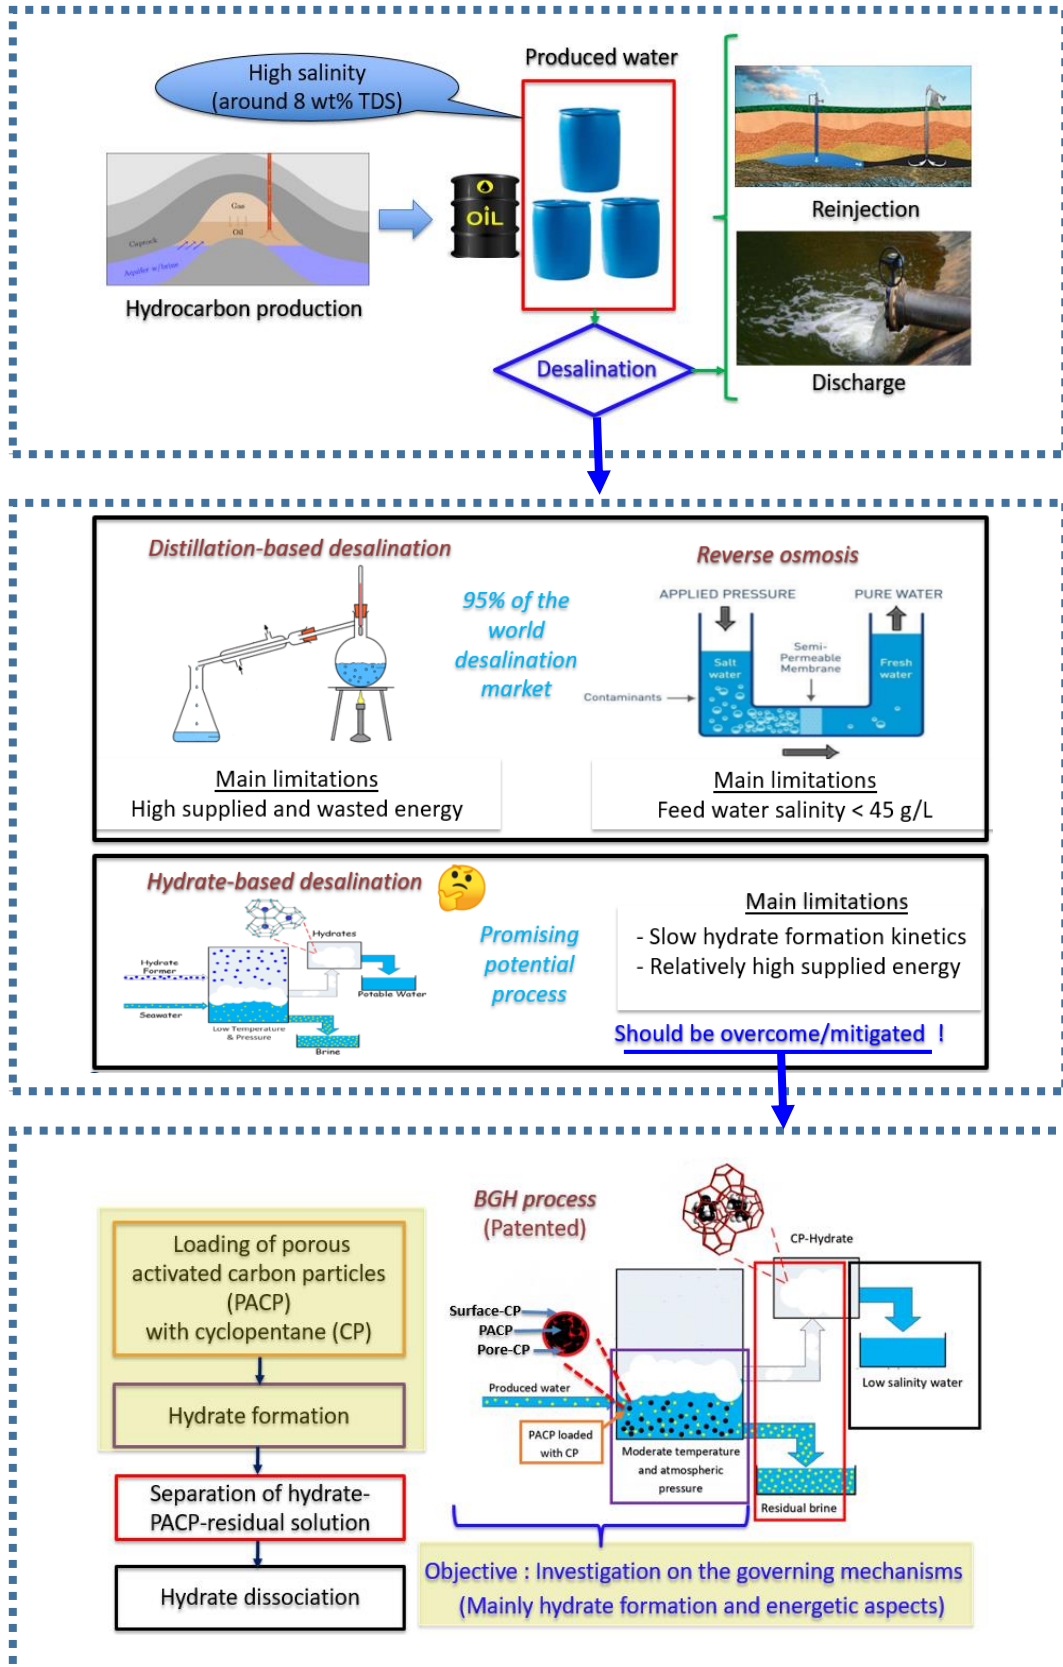 High salinity
(around 8 wt% TDS)
Produced water
Gas
Oil
Caprock
Aquifer w/brine
OIL
Hydrocarbon production
Reinjection
Desalination
Discharge
Distillation-based desalination
Reverse osmosis
95% of the
world
desalination
market
APPLIED PRESSURE
PURE WATER
Semi-
Permeable
Membrane
Salt
water
Fresh
water
Contaminants
Main limitations
High supplied and wasted energy
Main limitations
Feed water salinity < 45 g/L
Hydrate-based desalination
Hydrates
Hydrate
Former
Potable Water
Seawater
Low Temperature
& Pressure
Brine
Promising
potential
process
Main limitations
- Slow hydrate formation kinetics
- Relatively high supplied energy
Should be overcome/mitigated !
Loading of porous
activated carbon particles
(PACP)
with cyclopentane (CP)
Hydrate formation
Separation of hydrate-
PACP-residual solution
Hydrate dissociation
BGH process
(Patented)
CP-Hydrate
Surface-CP
PACP
Pore-CP
Produced water
PACP loaded
with CP
Moderate temperature
and atmospheric
pressure
Low salinity water
Residual brine
Objective : Investigation on the governing mechanisms
(Mainly hydrate formation and energetic aspects)